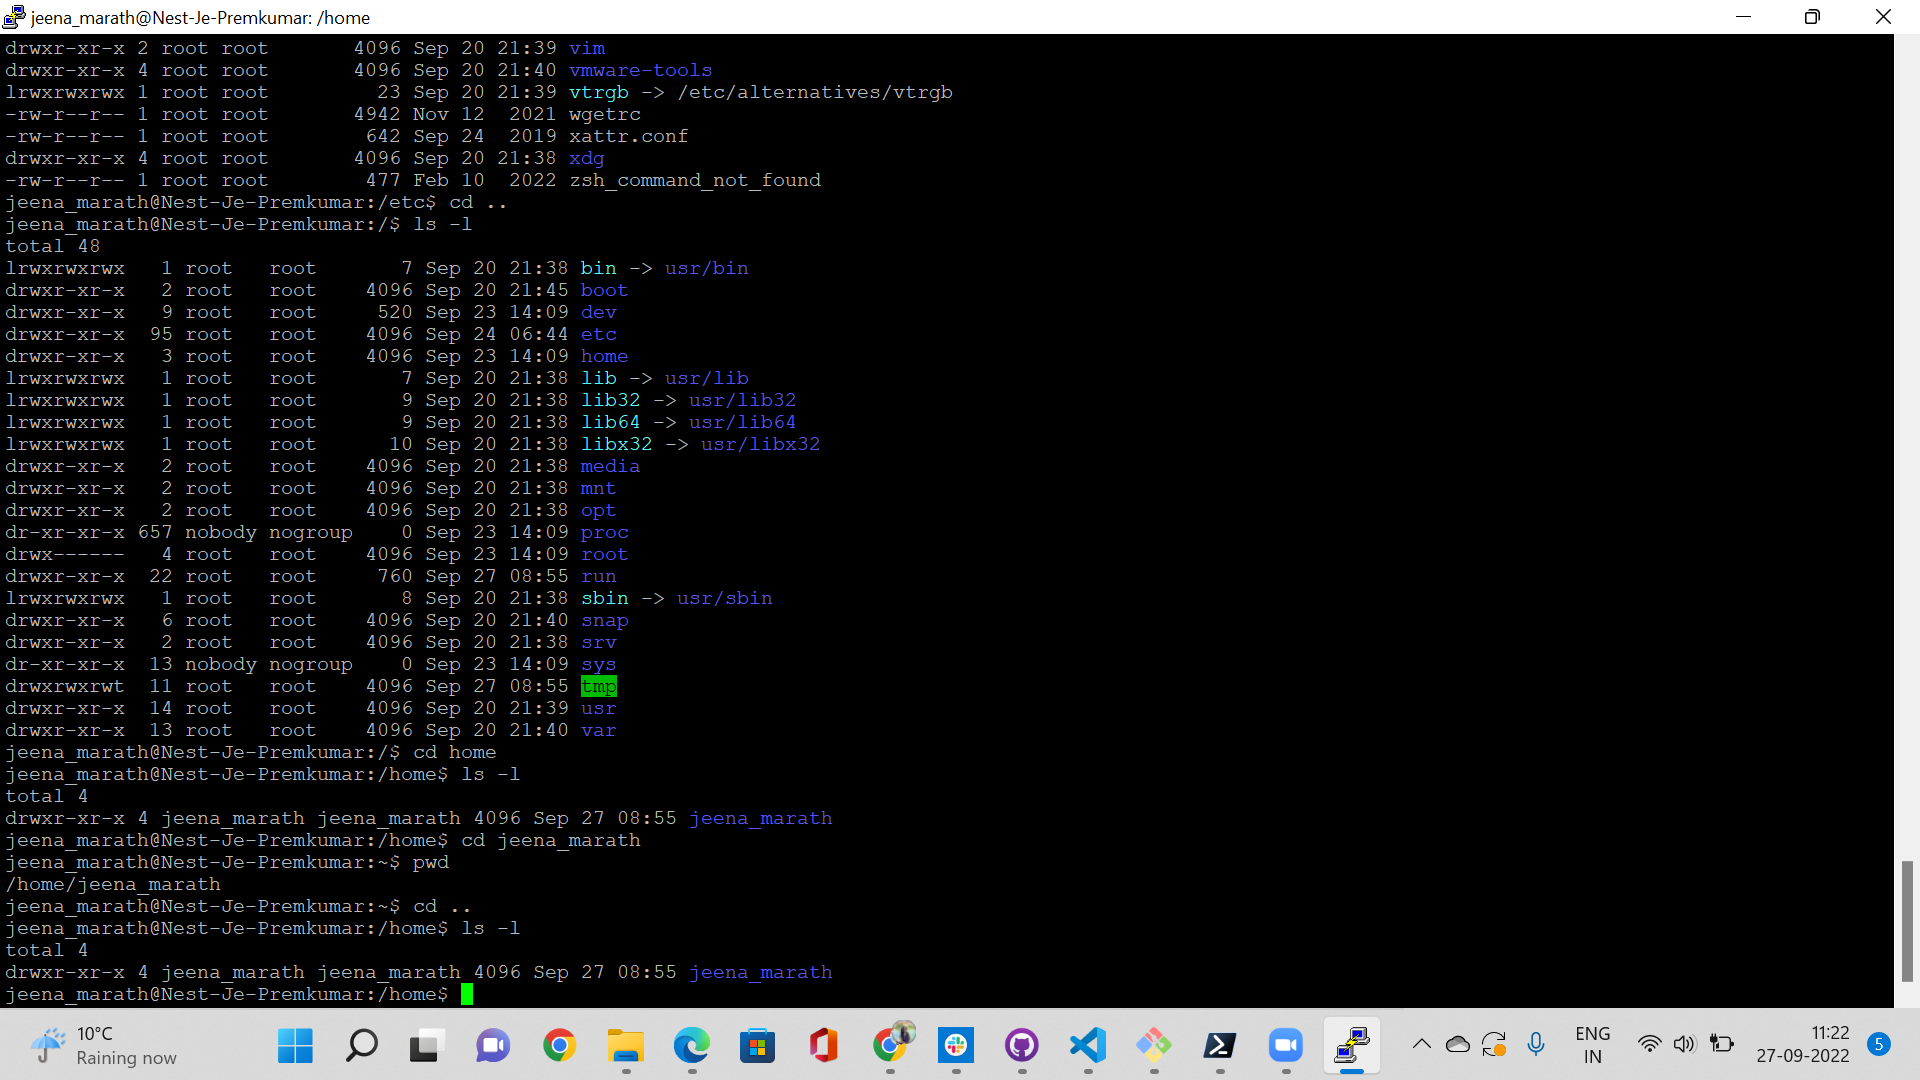 jeena_marath@Nest-Je-Premkumar: /home
drwxr-xr-x 2 root root       4096 Sep 20 21:39 vim
drwxr-xr-x 4 root root       4096 Sep 20 21:40 vmware-tools
lrwxrwxrwx 1 root root         23 Sep 20 21:39 vtrgb -> /etc/alternatives/vtrgb
-rw-r--r-- 1 root root       4942 Nov 12  2021 wgetrc
-rw-r--r-- 1 root root        642 Sep 24  2019 xattr.conf
drwxr-xr-x 4 root root       4096 Sep 20 21:38 xdg
-rw-r--r-- 1 root root        477 Feb 10  2022 zsh_command_not_found
jeena_marath@Nest-Je-Premkumar:/etc$ cd ..
jeena_marath@Nest-Je-Premkumar:/$ ls -l
total 48
lrwxrwxrwx   1 root   root       7 Sep 20 21:38 bin -> usr/bin
drwxr-xr-x   2 root   root    4096 Sep 20 21:45 boot
drwxr-xr-x   9 root   root     520 Sep 23 14:09 dev
drwxr-xr-x  95 root   root    4096 Sep 24 06:44 etc
drwxr-xr-x   3 root   root    4096 Sep 23 14:09 home
lrwxrwxrwx   1 root   root       7 Sep 20 21:38 lib -> usr/lib
lrwxrwxrwx   1 root   root       9 Sep 20 21:38 lib32 -> usr/lib32
lrwxrwxrwx   1 root   root       9 Sep 20 21:38 lib64 -> usr/lib64
lrwxrwxrwx   1 root   root      10 Sep 20 21:38 libx32 -> usr/libx32
drwxr-xr-x   2 root   root    4096 Sep 20 21:38 media
drwxr-xr-x   2 root   root    4096 Sep 20 21:38 mnt
drwxr-xr-x   2 root   root    4096 Sep 20 21:38 opt
dr-xr-xr-x 657 nobody nogroup    0 Sep 23 14:09 proc
drwx------   4 root   root    4096 Sep 23 14:09 root
drwxr-xr-x  22 root   root     760 Sep 27 08:55 run
lrwxrwxrwx   1 root   root       8 Sep 20 21:38 sbin -> usr/sbin
drwxr-xr-x   6 root   root    4096 Sep 20 21:40 snap
drwxr-xr-x   2 root   root    4096 Sep 20 21:38 srv
dr-xr-xr-x  13 nobody nogroup    0 Sep 23 14:09 sys
drwxrwxrwt  11 root   root    4096 Sep 27 08:55 tmp
drwxr-xr-x  14 root   root    4096 Sep 20 21:39 usr
drwxr-xr-x  13 root   root    4096 Sep 20 21:40 var
jeena_marath@Nest-Je-Premkumar:/$ cd home
jeena_marath@Nest-Je-Premkumar:/home$ ls -l
total 4
drwxr-xr-x 4 jeena_marath jeena_marath 4096 Sep 27 08:55 jeena_marath
jeena_marath@Nest-Je-Premkumar:/home$ cd jeena_marath
jeena_marath@Nest-Je-Premkumar:~$ pwd
/home/jeena_marath
jeena_marath@Nest-Je-Premkumar:~$ cd ..
jeena_marath@Nest-Je-Premkumar:/home$ ls -l
total 4
drwxr-xr-x 4 jeena_marath jeena_marath 4096 Sep 27 08:55 jeena_marath
jeena_marath@Nest-Je-Premkumar:/home$
10°C
Raining now
ENG
IN
11:22
27-09-2022
5